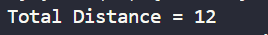 Total Distance = 12